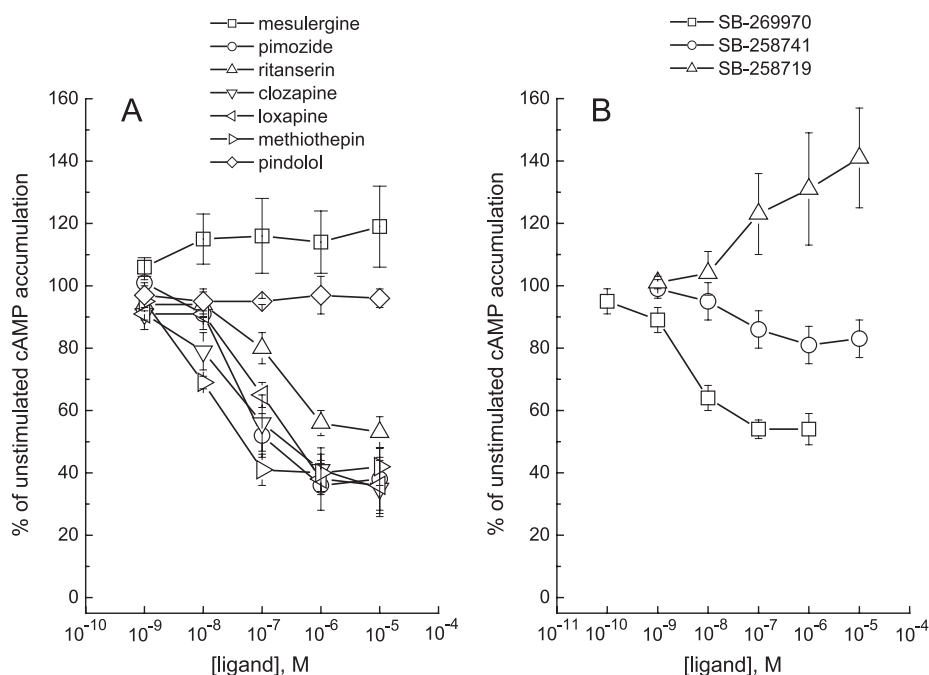 mesulergine
pimozide
ritanserin
clozapine
loxapine
methiothepin
pindolol
A
% of unstimulated cAMP accumulation
160
140
120
100
80
60
40
20
0
10⁻¹⁰
10⁻⁹
10⁻⁸
10⁻⁷
10⁻⁶
10⁻⁵
10⁻⁴
[ligand], M
SB-269970
SB-258741
SB-258719
B
% of unstimulated cAMP accumulation
160
140
120
100
80
60
40
20
0
10⁻¹¹
10⁻¹⁰
10⁻⁹
10⁻⁸
10⁻⁷
10⁻⁶
10⁻⁵
10⁻⁴
[ligand], M